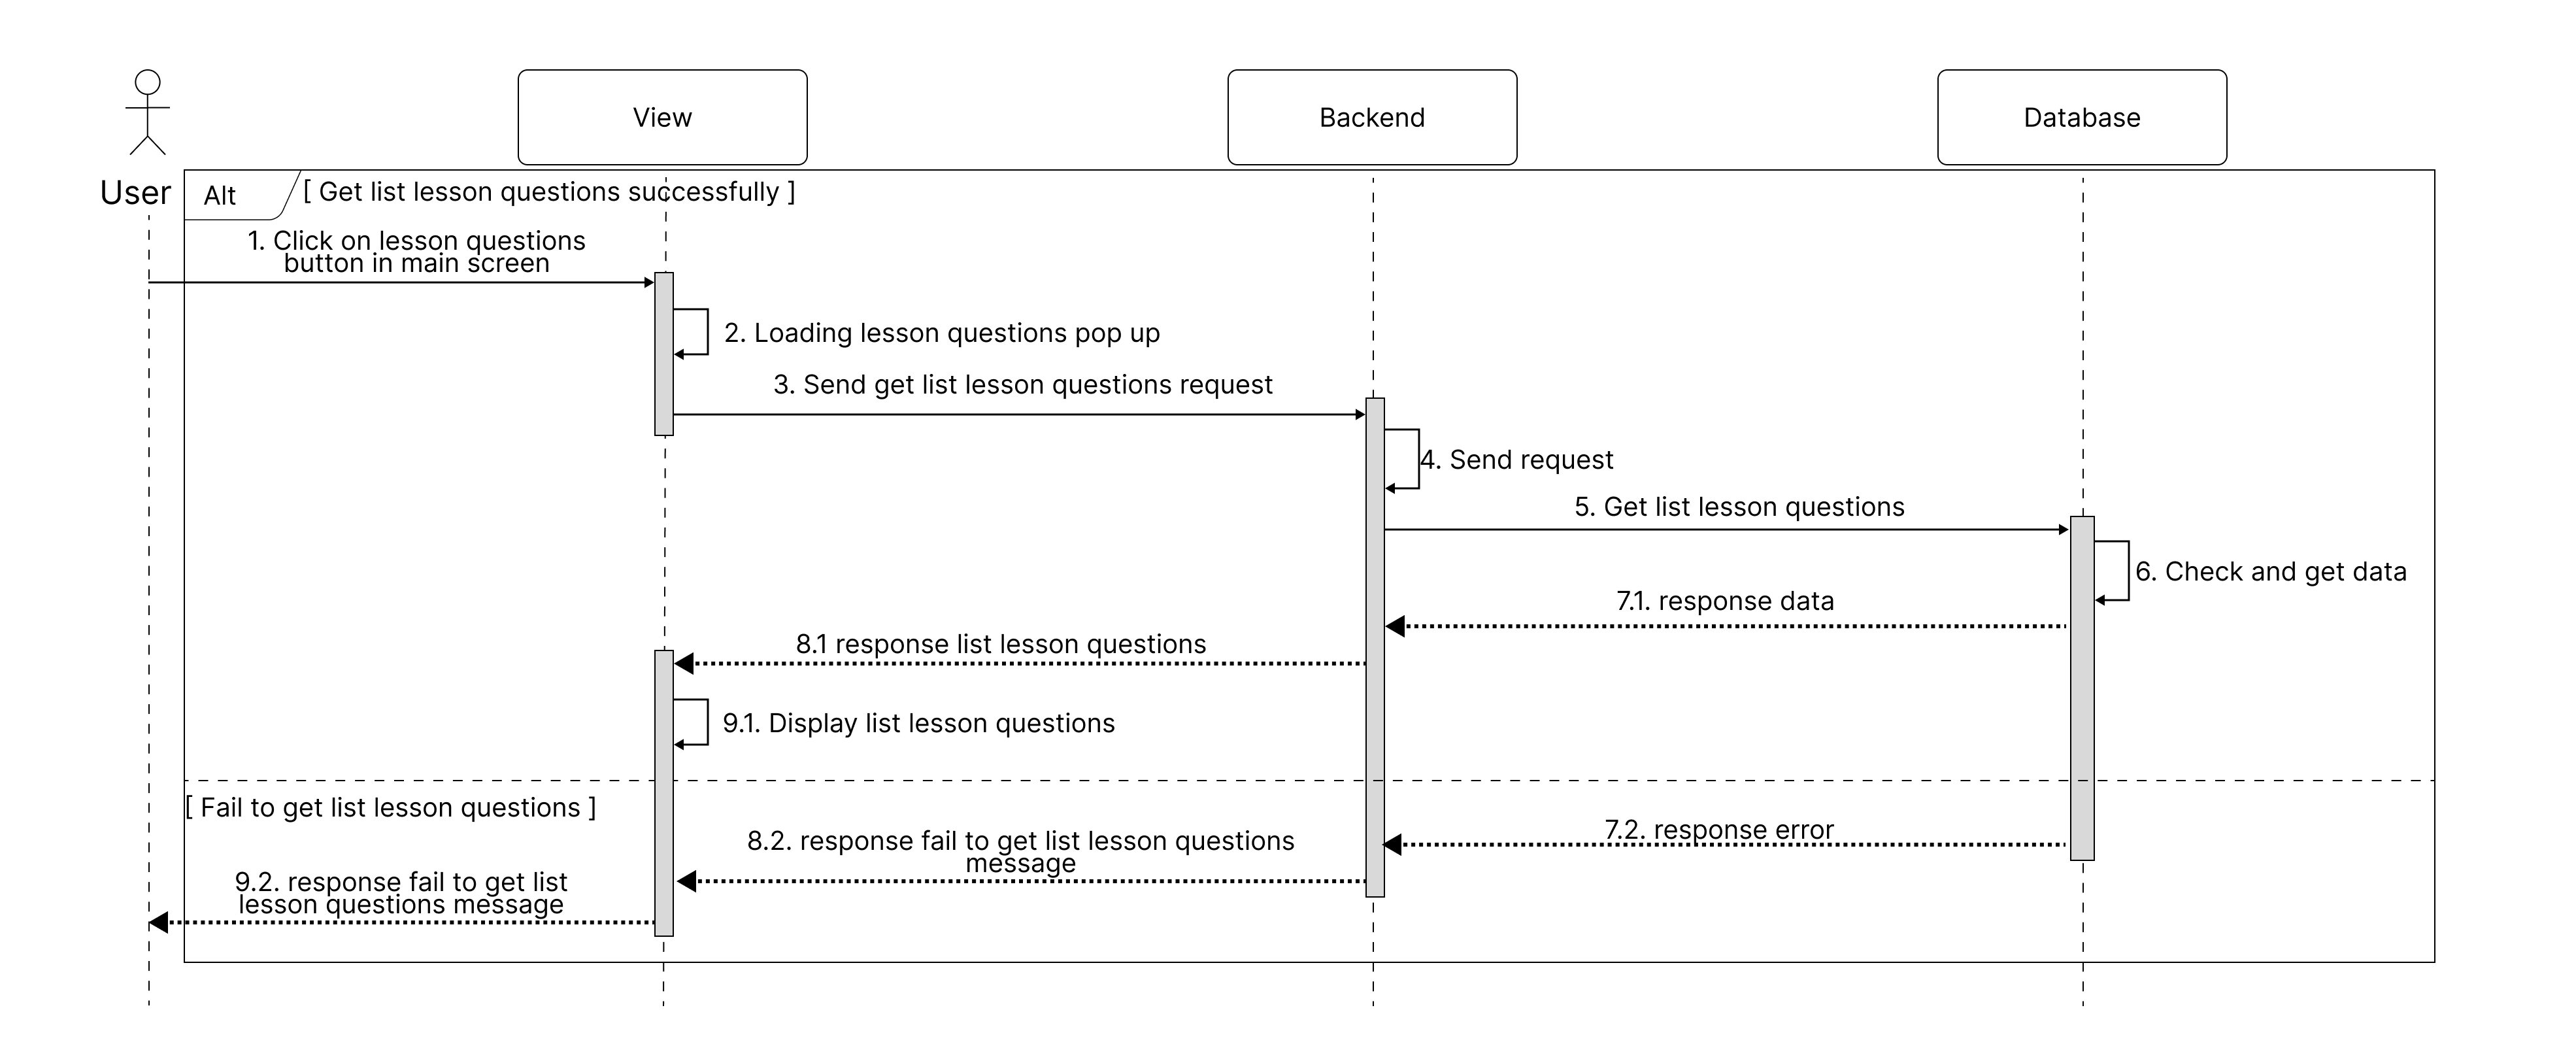 View
Backend
Database
User
Alt
[ Get list lesson questions successfully ]
1. Click on lesson questions
button in main screen
2. Loading lesson questions pop up
3. Send get list lesson questions request
4. Send request
5. Get list lesson questions
6. Check and get data
7.1. response data
8.1 response list lesson questions
9.1. Display list lesson questions
[ Fail to get list lesson questions ]
7.2. response error
8.2. response fail to get list lesson questions
message
9.2. response fail to get list
lesson questions message